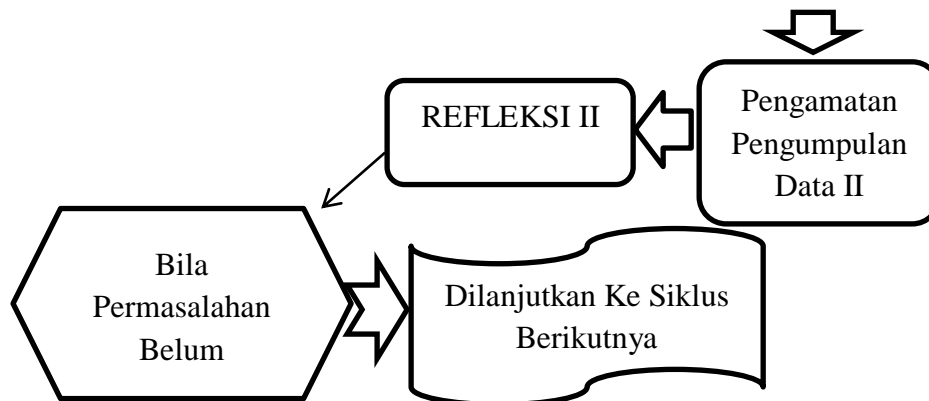 Pengamatan
Pengumpulan
Data II
REFLEKSI II
Bila
Permasalahan
Belum
Dilanjutkan Ke Siklus
Berikutnya